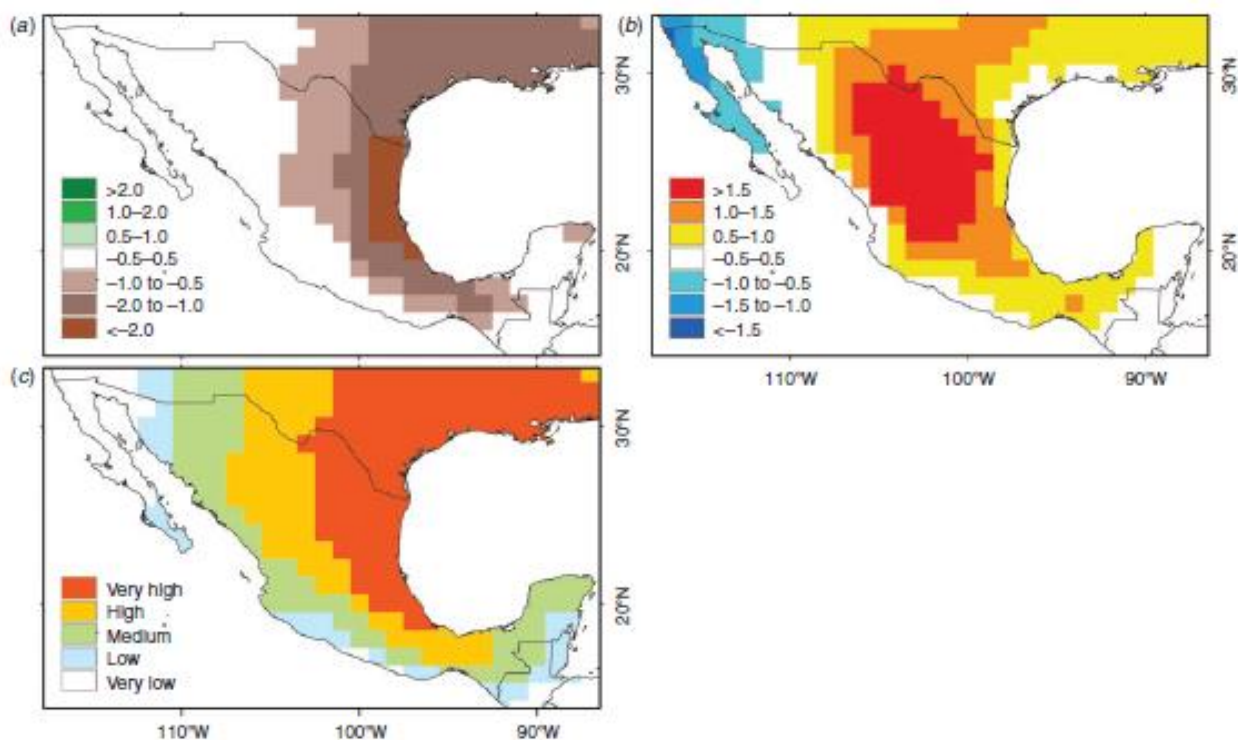 (a)
>2.0
1.0–2.0
0.5–1.0
–0.5–0.5
–1.0 to –0.5
–2.0 to –1.0
<–2.0
30°N
20°N
(b)
>1.5
1.0–1.5
0.5–1.0
–0.5–0.5
–1.0 to –0.5
–1.5 to –1.0
<–1.5
30°N
20°N
110°W 100°W 90°W
(c)
Very high
High
Medium
Low
Very low
30°N
20°N
110°W 100°W 90°W